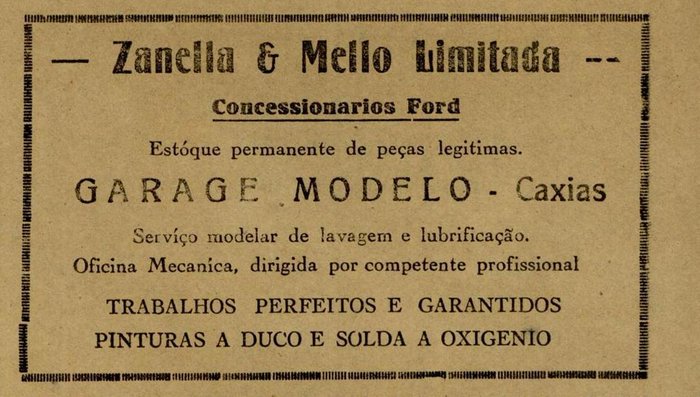 — Zanella & Mello Limitada --
Concessionarios Ford
Estóque permanente de peças legitimas.
GARAGE MODELO - Caxias
Serviço modelar de lavagem e lubrificação.
Oficina Mecanica, dirigida por competente profissional
TRABALHOS PERFEITOS E GARANTIDOS
PINTURAS A DUCO E SOLDA A OXIGENIO